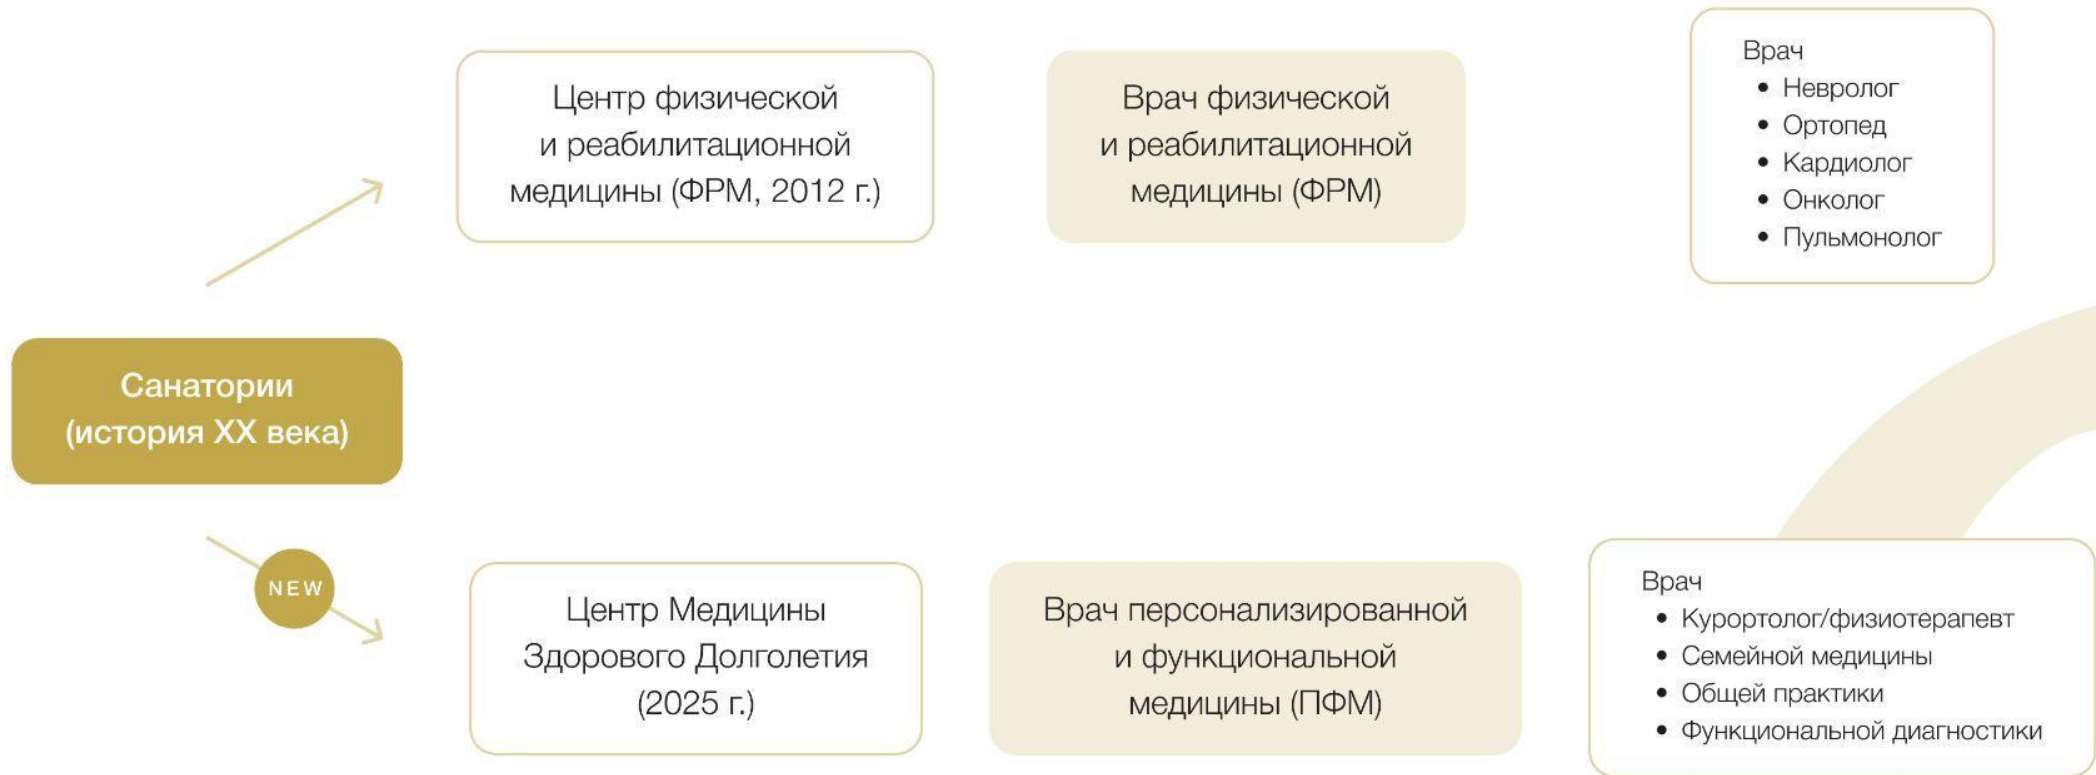 Центр физической
и реабилитационной
медицины (ФРМ, 2012 г.)
Врач физической
и реабилитационной
медицины (ФРМ)
Врач
• Невролог
• Ортопед
• Кардиолог
• Онколог
• Пульмонолог
Санатории
(история XX века)
NEW
Центр Медицины
Здорового Долголетия
(2025 г.)
Врач персонализированной
и функциональной
медицины (ПФМ)
Врач
• Курортолог/физиотерапевт
• Семейной медицины
• Общей практики
• Функциональной диагностики